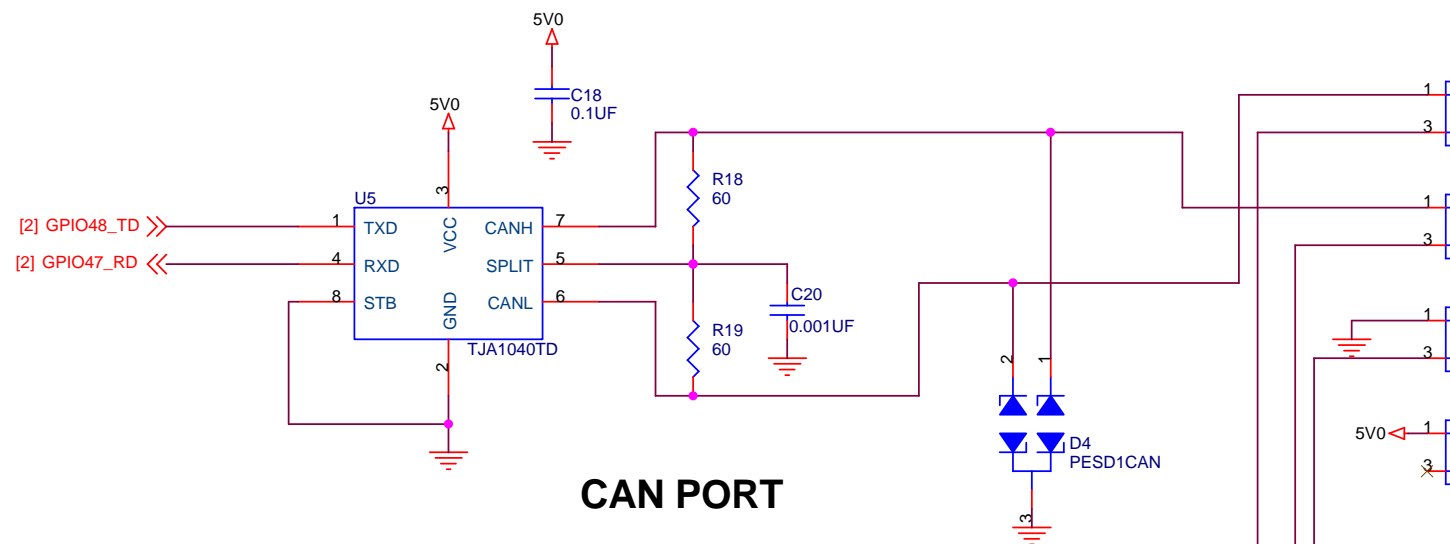 5V0
C18
0.1UF
5V0
U5
3
VCC
[2] GPIO48_TD
1
TXD
CANH
7
[2] GPIO47_RD
4
RXD
SPLIT
5
8
STB
GND
CANL
6
TJA1040TD
2
R18
60
C20
0.001UF
R19
60
2
1
D4
PESD1CAN
3
1
3
1
3
1
3
5V0
1
3
CAN PORT